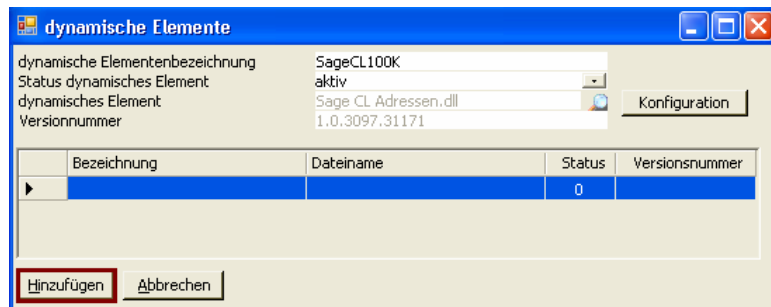 dynamische Elemente
dynamische Elementenbezeichnung SageCL100K
Status dynamisches Element aktiv
dynamisches Element Sage CL Adressen.dll Konfiguration
Versionnummer 1.0.3097.31171
Bezeichnung Dateiname Status Versionsnummer
0
Hinzufügen Abbrechen